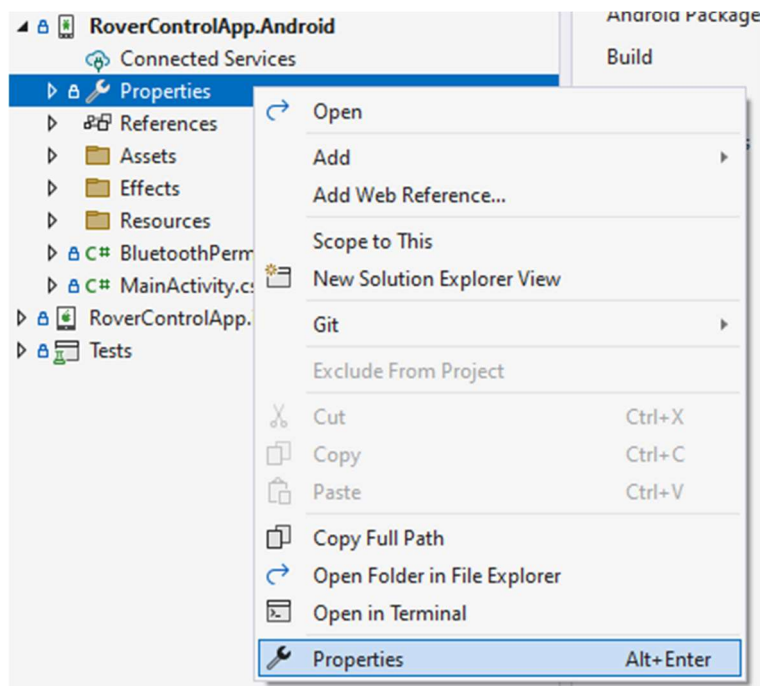 RoverControlApp.Android
Android Package
Connected Services
Build
Properties
References
Assets
Effects
Resources
BluetoothPerm
C# MainActivity.cs
RoverControlApp.
Tests
Open
Add
Add Web Reference...
Scope to This
New Solution Explorer View
Git
Exclude From Project
Cut Ctrl+X
Copy Ctrl+C
Paste Ctrl+V
Copy Full Path
Open Folder in File Explorer
Open in Terminal
Properties Alt+Enter